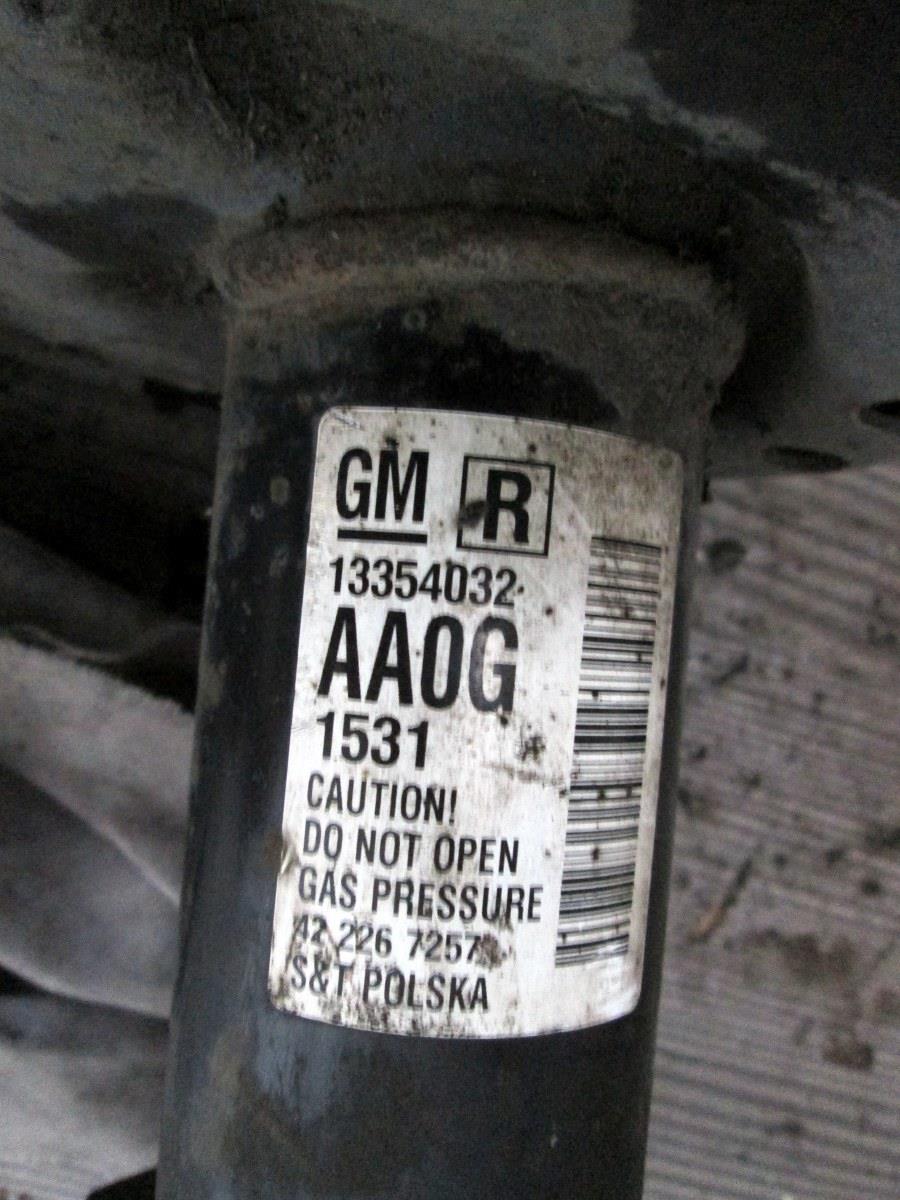 GM R
13354032
AA0G
1531
CAUTION!
DO NOT OPEN
GAS PRESSURE
42 226 7257
S&T POLSKA